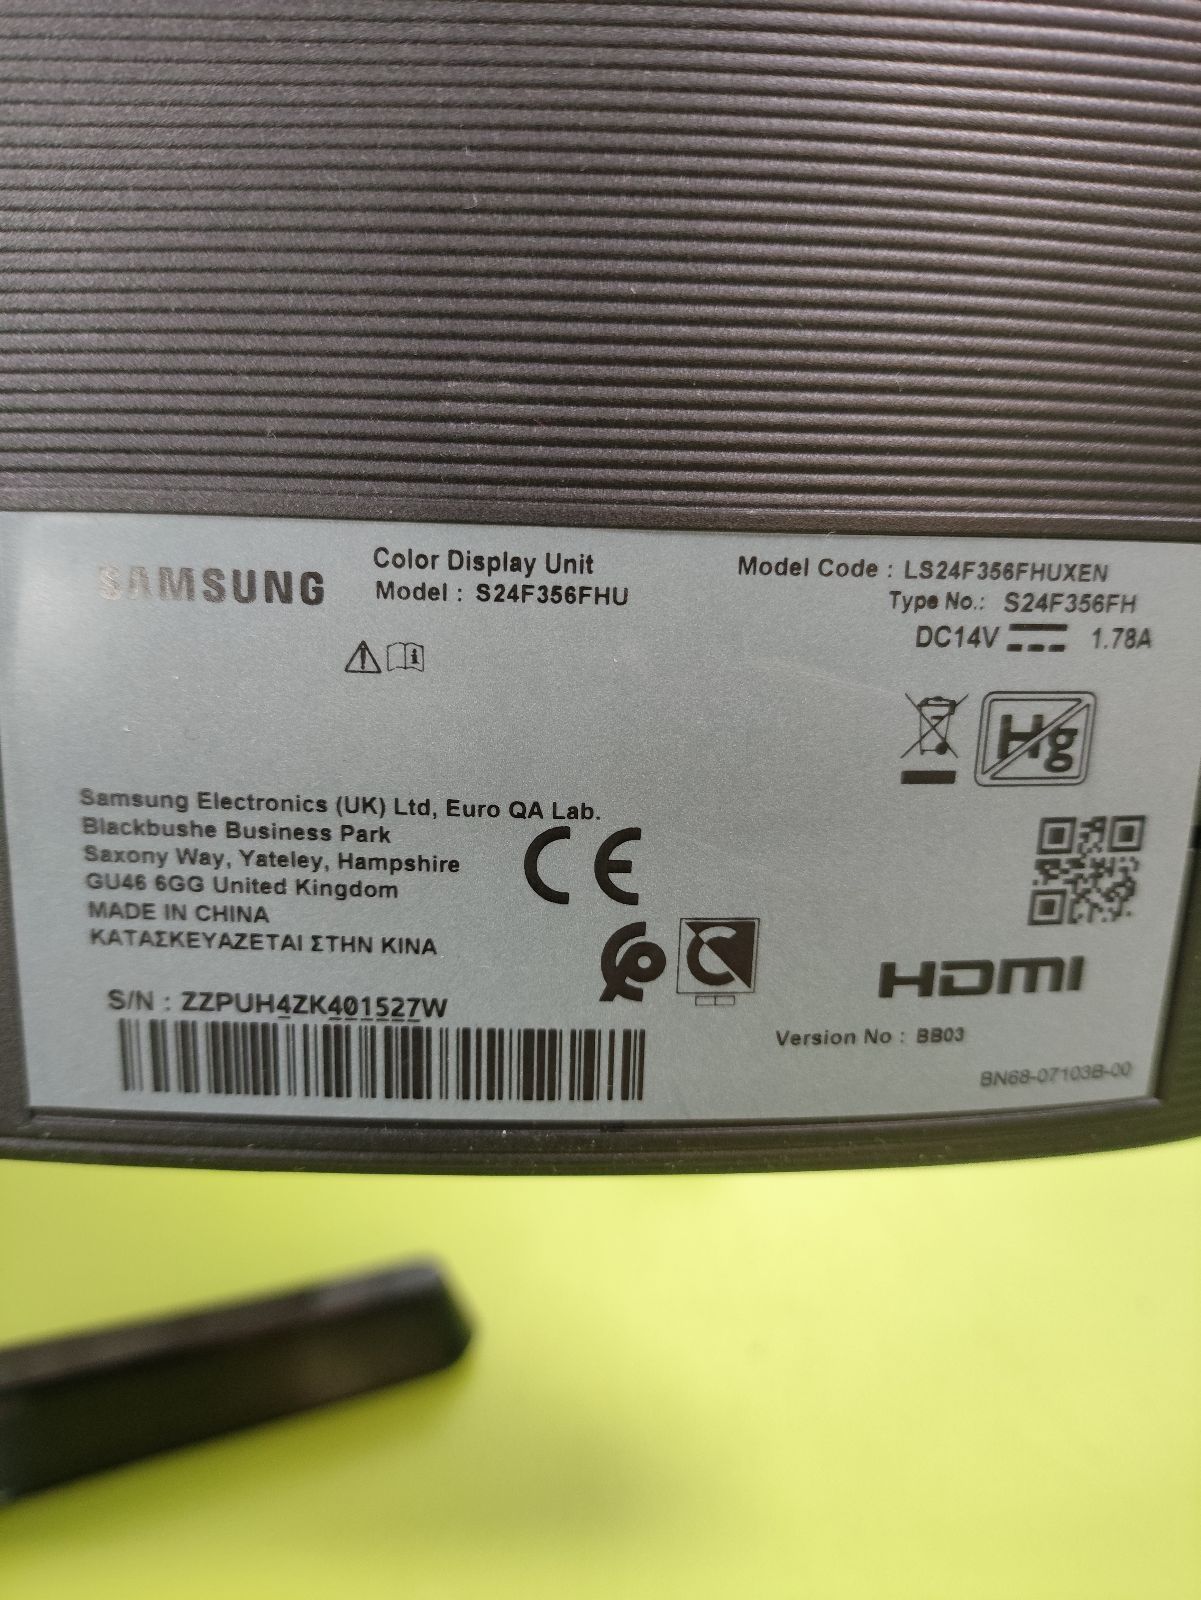 SAMSUNG
Color Display Unit
Model : S24F356FHU
Model Code : LS24F356FHUXEN
Type No.: S24F356FH
DC14V 1.78A
Hg
Samsung Electronics (UK) Ltd, Euro QA Lab.
Blackbushe Business Park
Saxony Way, Yateley, Hampshire
GU46 6GG United Kingdom
MADE IN CHINA
ΚΑΤΑΣΚΕΥΑΖΕΤΑΙ ΣΤΗΝ ΚΙΝΑ
CE
HDMI
S/N : ZZPUH4ZK401527W
Version No : BB03
BN68-07103B-00